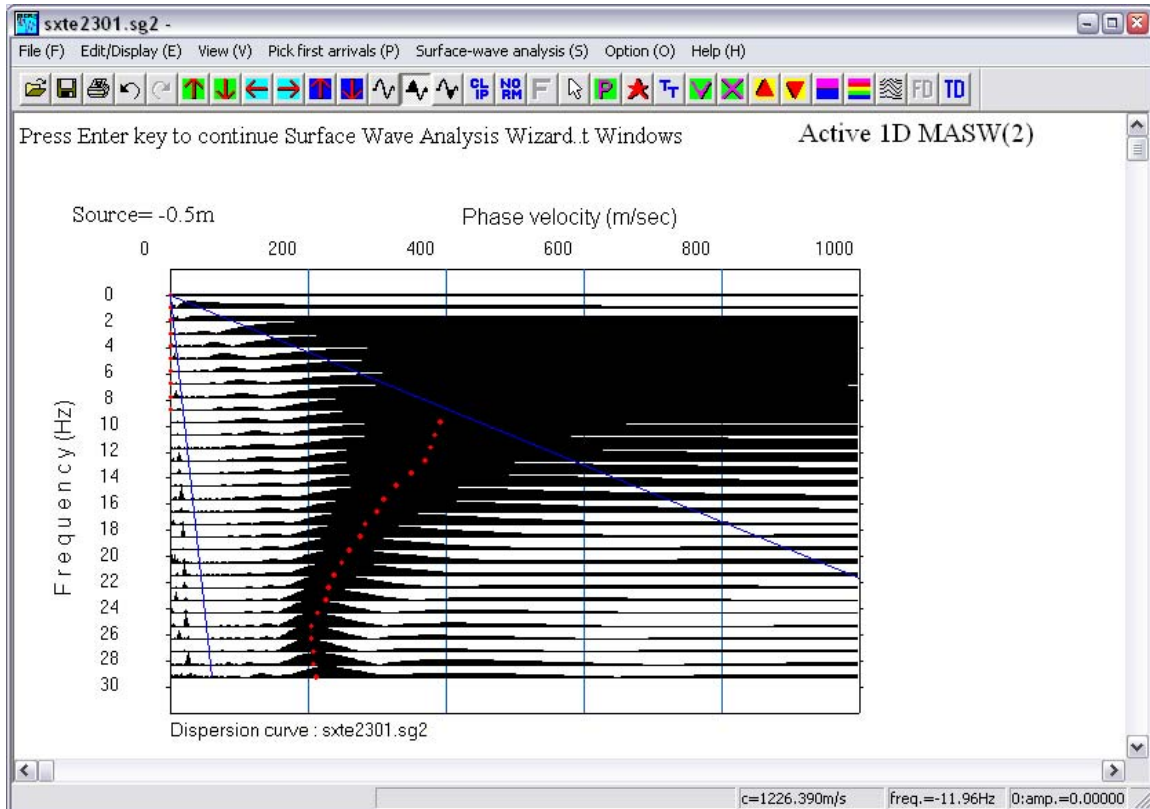 sxte2301.sg2 -
File (F) Edit/Display (E) View (V) Pick first arrivals (P) Surface-wave analysis (S) Option (O) Help (H)
CL IP NO RM F P TT FD TD
Press Enter key to continue Surface Wave Analysis Wizard..t Windows
Active 1D MASW(2)
Source= -0.5m
Phase velocity (m/sec)
0 200 400 600 800 1000
Frequency (Hz)
0
2
4
6
8
10
12
14
16
18
20
22
24
26
28
30
Dispersion curve : sxte2301.sg2
c=1226.390m/s freq.=-11.96Hz 0:amp.=0.00000